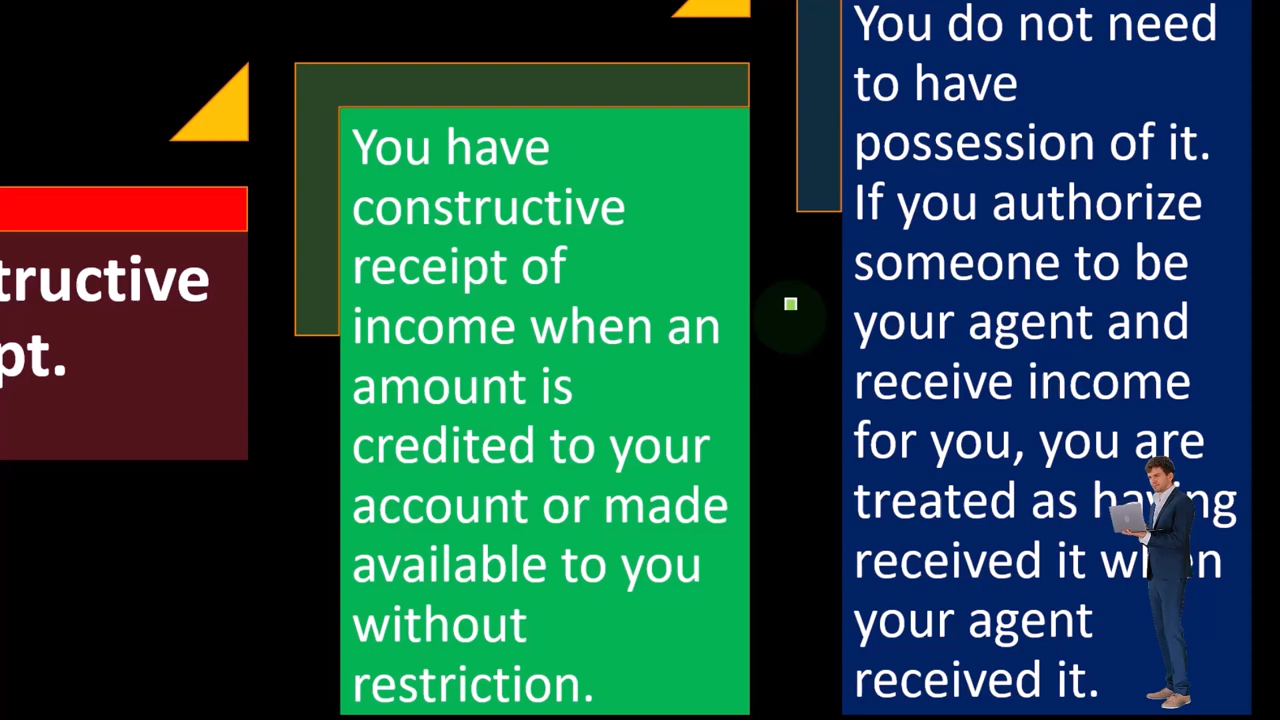 tructive
pt.
You have
constructive
receipt of
income when an
amount is
credited to your
account or made
available to you
without
restriction.
You do not need
to have
possession of it.
If you authorize
someone to be
your agent and
receive income
for you, you are
treated as having
received it when
your agent
received it.